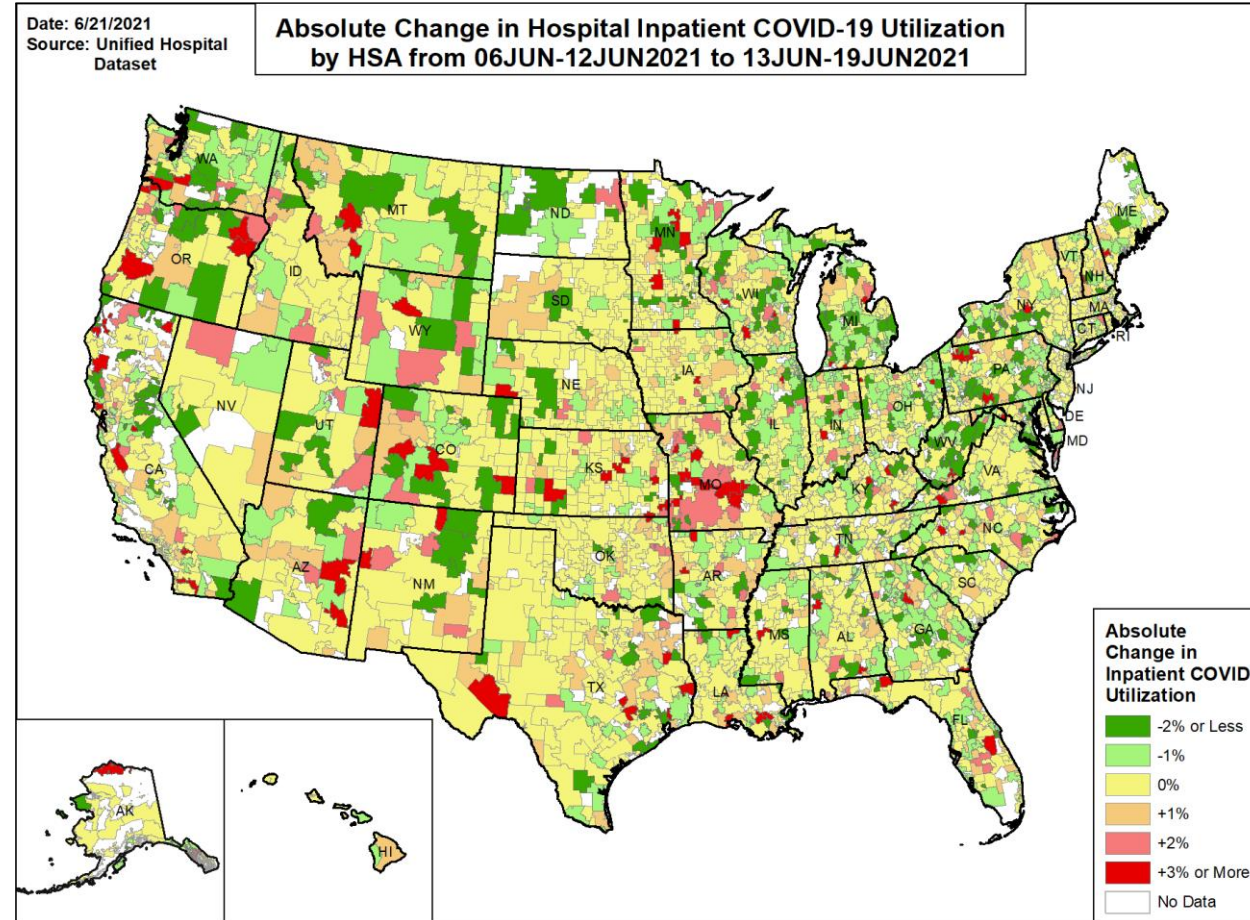 Date: 6/21/2021
Source: Unified Hospital
Dataset
Absolute Change in Hospital Inpatient COVID-19 Utilization
by HSA from 06JUN-12JUN2021 to 13JUN-19JUN2021
WA
MT
ND
MN
ME
OR
ID
SD
WI
VT
NH
NY
MA
CT
RI
WY
MI
IA
PA
NJ
NE
NV
UT
CO
IL
IN
OH
DE
MD
WV
VA
CA
KS
MO
KY
NC
TN
AZ
NM
OK
AR
SC
MS
AL
GA
TX
LA
FL
AK
HI
Absolute
Change in
Inpatient COVID
Utilization
-2% or Less
-1%
0%
+1%
+2%
+3% or More
No Data